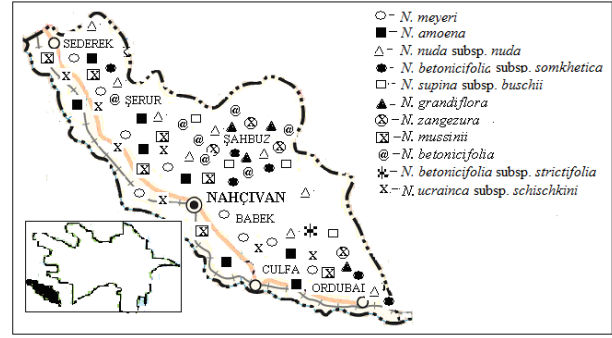 SEDEREK
ŞERUR
ŞAHBUZ
NAHÇIVAN
BABEK
CULFA
ORDUBAI
N. meyeri
N. amoena
N. nuda subsp. nuda
N. betonicifolia subsp. somkhetica
N. supina subsp. buschii
N. grandiflora
N. zangezura
N. mussinii
N. betonicifolia
N. betonicifolia subsp. strictifolia
N. ucrainca subsp. schischkini